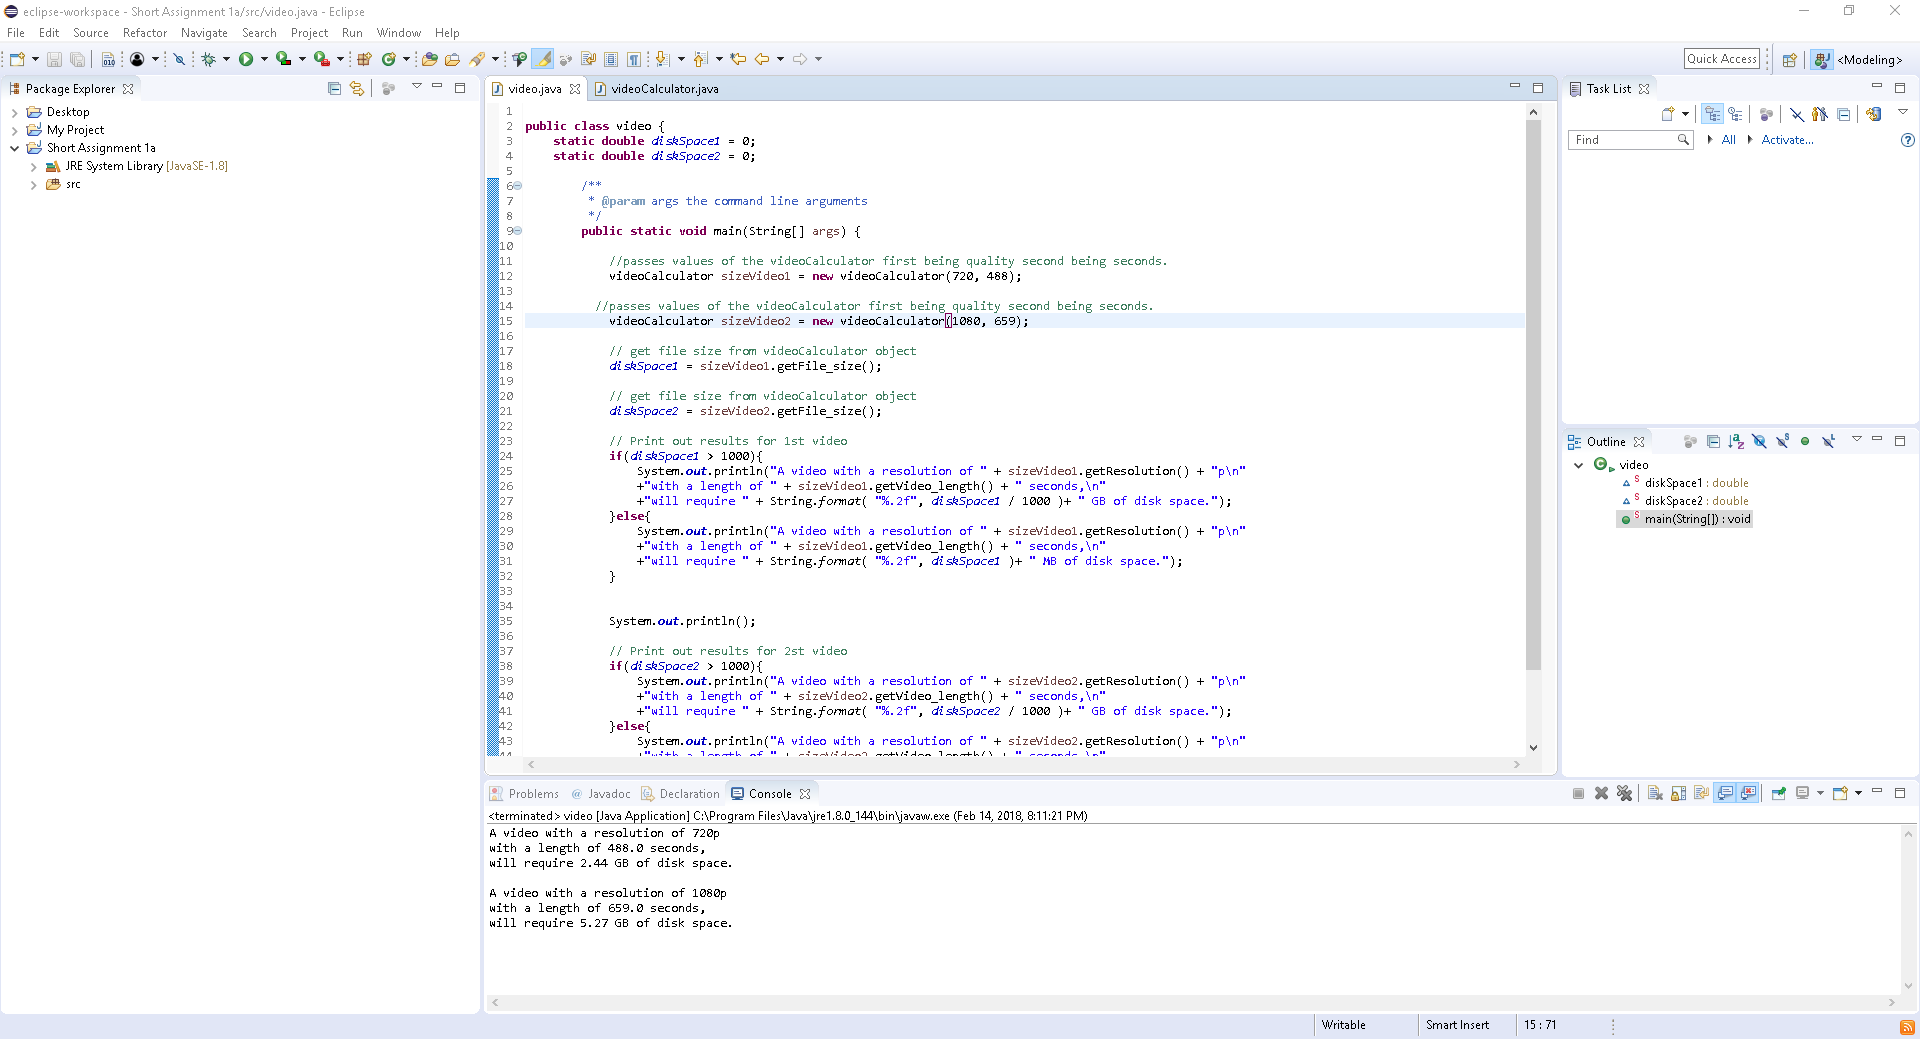 eclipse-workspace - Short Assignment 1a/src/video.java - Eclipse
File Edit Source Refactor Navigate Search Project Run Window Help
Quick Access <Modeling>
Package Explorer
Desktop
My Project
Short Assignment 1a
JRE System Library [JavaSE-1.8]
src
video.java videoCalculator.java
1
2 public class video {
3 static double diskSpace1 = 0;
4 static double diskSpace2 = 0;
5
6 /**
7 * @param args the command line arguments
8 */
9 public static void main(String[] args) {
10
11 //passes values of the videoCalculator first being quality second being seconds.
12 videoCalculator sizeVideo1 = new videoCalculator(720, 488);
13
14 //passes values of the videoCalculator first being quality second being seconds.
15 videoCalculator sizeVideo2 = new videoCalculator(1080, 659);
16
17 // get file size from videoCalculator object
18 diskSpace1 = sizeVideo1.getFile_size();
19
20 // get file size from videoCalculator object
21 diskSpace2 = sizeVideo2.getFile_size();
22
23 // Print out results for 1st video
24 if(diskSpace1 > 1000){
25 System.out.println("A video with a resolution of " + sizeVideo1.getResolution() + "p\n"
26 +"with a length of " + sizeVideo1.getVideo_length() + " seconds,\n"
27 +"will require " + String.format( "%.2f", diskSpace1 / 1000 )+ " GB of disk space.");
28 }else{
29 System.out.println("A video with a resolution of " + sizeVideo1.getResolution() + "p\n"
30 +"with a length of " + sizeVideo1.getVideo_length() + " seconds,\n"
31 +"will require " + String.format( "%.2f", diskSpace1 )+ " MB of disk space.");
32 }
33
34
35 System.out.println();
36
37 // Print out results for 2st video
38 if(diskSpace2 > 1000){
39 System.out.println("A video with a resolution of " + sizeVideo2.getResolution() + "p\n"
40 +"with a length of " + sizeVideo2.getVideo_length() + " seconds,\n"
41 +"will require " + String.format( "%.2f", diskSpace2 / 1000 )+ " GB of disk space.");
42 }else{
43 System.out.println("A video with a resolution of " + sizeVideo2.getResolution() + "p\n"
44 +"with a length of " + sizeVideo2.getVideo_length() + " seconds,\n"
Task List
Find All Activate...
Outline
video
diskSpace1 : double
diskSpace2 : double
main(String[]) : void
Problems @ Javadoc Declaration Console
<terminated> video [Java Application] C:\Program Files\Java\jre1.8.0_144\bin\javaw.exe (Feb 14, 2018, 8:11:21 PM)
A video with a resolution of 720p
with a length of 488.0 seconds,
will require 2.44 GB of disk space.
A video with a resolution of 1080p
with a length of 659.0 seconds,
will require 5.27 GB of disk space.
Writable Smart Insert 15 : 71